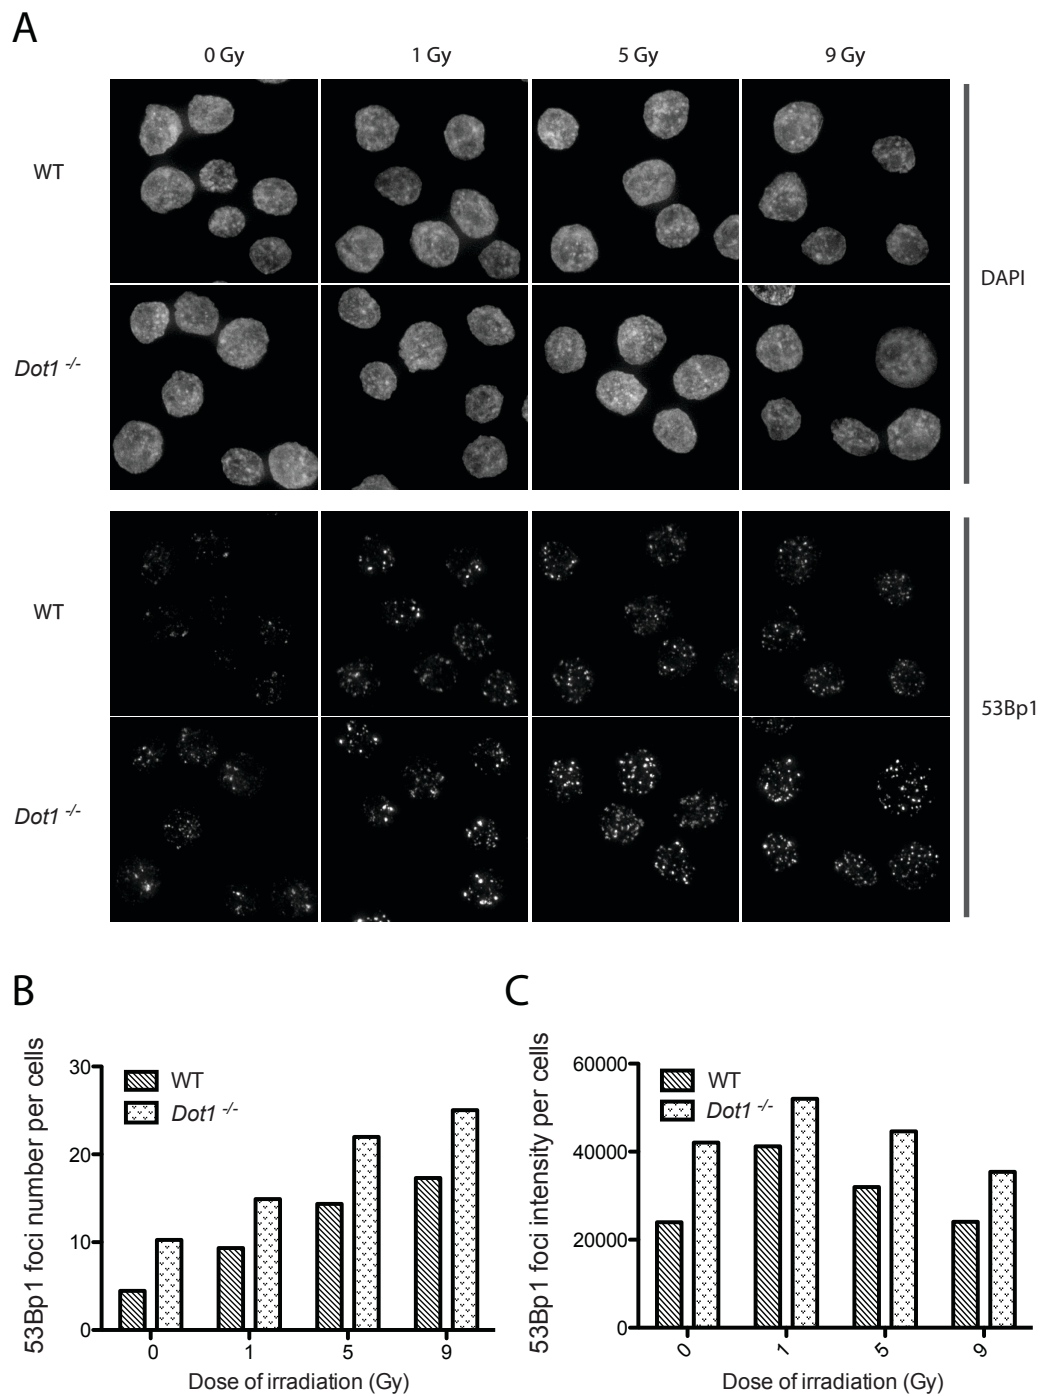 A
0 Gy 1 Gy 5 Gy 9 Gy
WT
DAPI
Dot1 -/-
WT
53Bp1
Dot1 -/-
B
53Bp1 foci number per cells
30
20
10
0
WT
Dot1 -/-
0 1 5 9
Dose of irradiation (Gy)
C
53Bp1 foci intensity per cells
60000
40000
20000
0
WT
Dot1 -/-
0 1 5 9
Dose of irradiation (Gy)